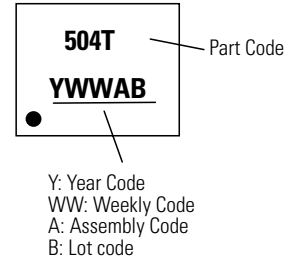 504T
Part Code
YWWAB
Y: Year Code
WW: Weekly Code
A: Assembly Code
B: Lot code